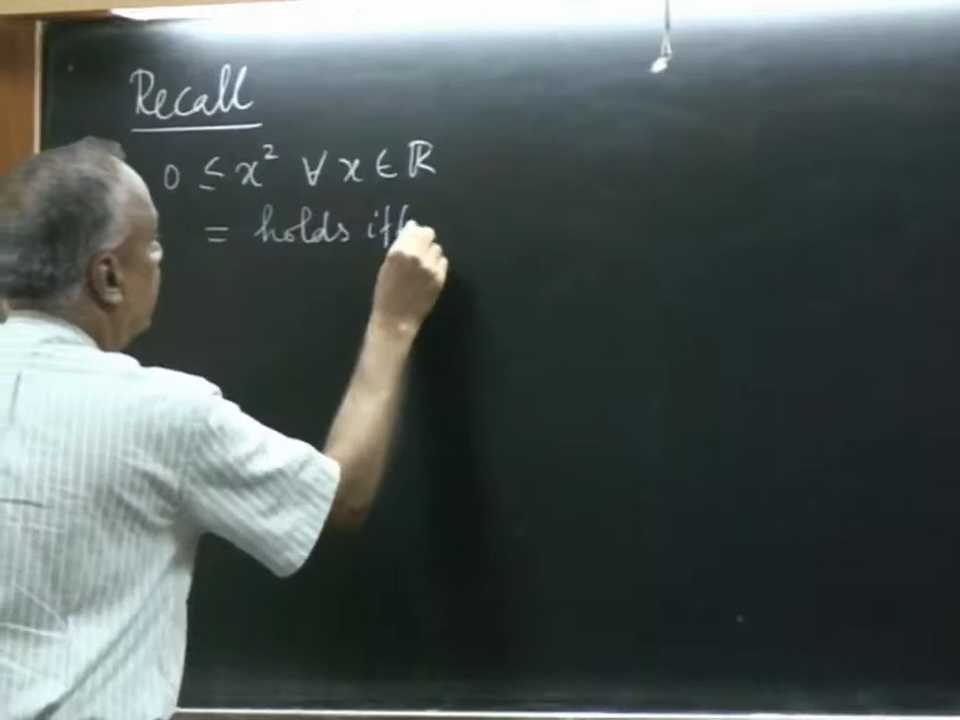 Recall
0 ≤ x² ∀ x ∈ ℝ
= holds iff